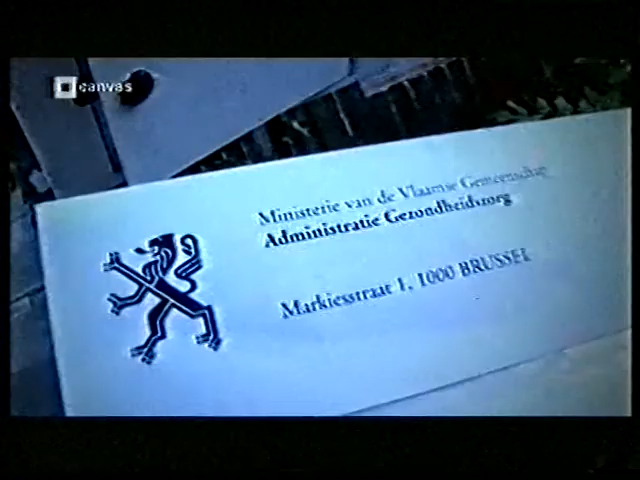 canvas
Ministerie van de Vlaamse Gemeenschap
Administratie Gezondheidszorg
Markiesstraat 1, 1000 BRUSSEL